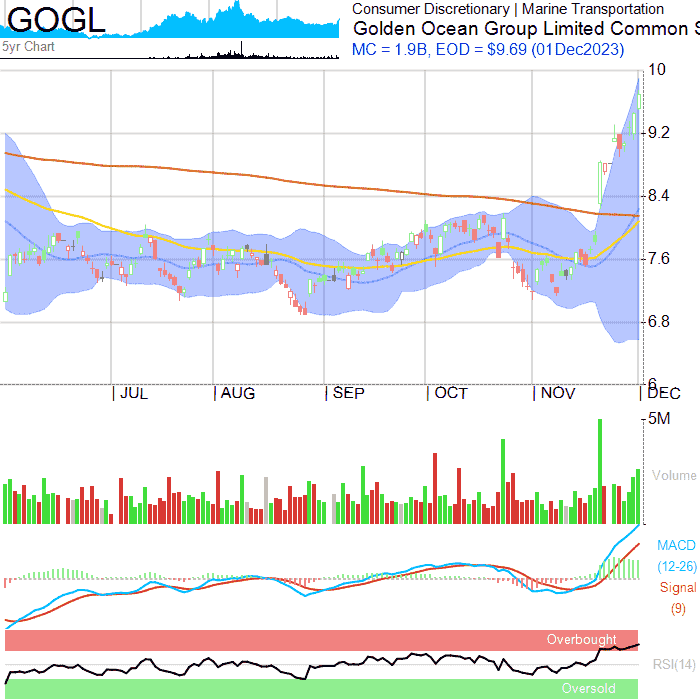 GOGL
5yr Chart
Consumer Discretionary | Marine Transportation
Golden Ocean Group Limited Common S
MC = 1.9B, EOD = $9.69 (01Dec2023)
10
9.2
8.4
7.6
6.8
6
JUL AUG SEP OCT NOV DEC
5M
Volume
MACD
(12-26)
Signal
(9)
Overbought
RSI(14)
Oversold